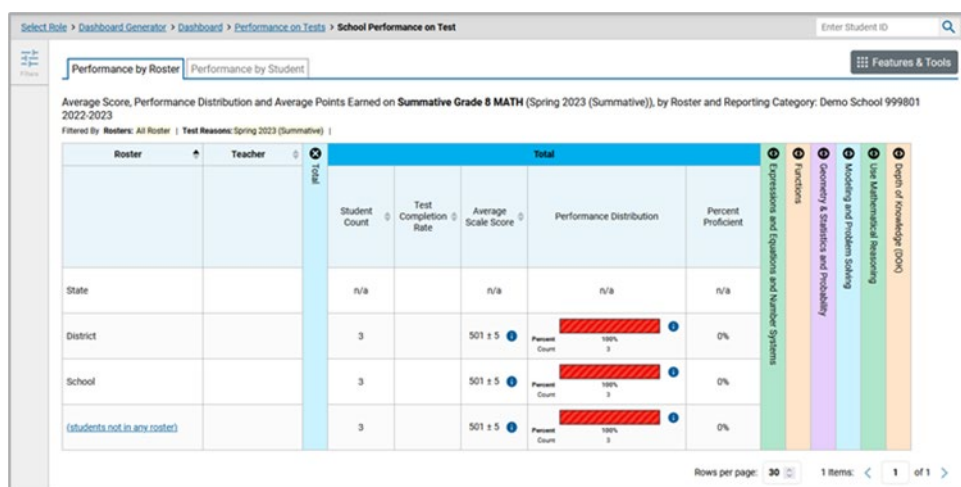 Select Role > Dashboard Generator > Dashboard > Performance on Tests > School Performance on Test
Enter Student ID
Filters
Performance by Roster
Performance by Student
Features & Tools
Average Score, Performance Distribution and Average Points Earned on Summative Grade 8 MATH (Spring 2023 (Summative)), by Roster and Reporting Category: Demo School 999801
2022-2023
Filtered By Rosters: All Roster | Test Reasons: Spring 2023 (Summative) |
Roster
Teacher
Total
Total
Student
Count
Test
Completion
Rate
Average
Scale Score
Performance Distribution
Percent
Proficient
Expressions and Equations and Number Systems
Functions
Geometry & Statistics and Probability
Modeling and Problem Solving
Use Mathematical Reasoning
Depth of Knowledge (DOK)
State
n/a
n/a
n/a
n/a
District
3
501 ± 5
Percent 100%
Count 3
0%
School
3
501 ± 5
Percent 100%
Count 3
0%
(students not in any roster)
3
501 ± 5
Percent 100%
Count 3
0%
Rows per page: 30 1 Items: < 1 of 1 >